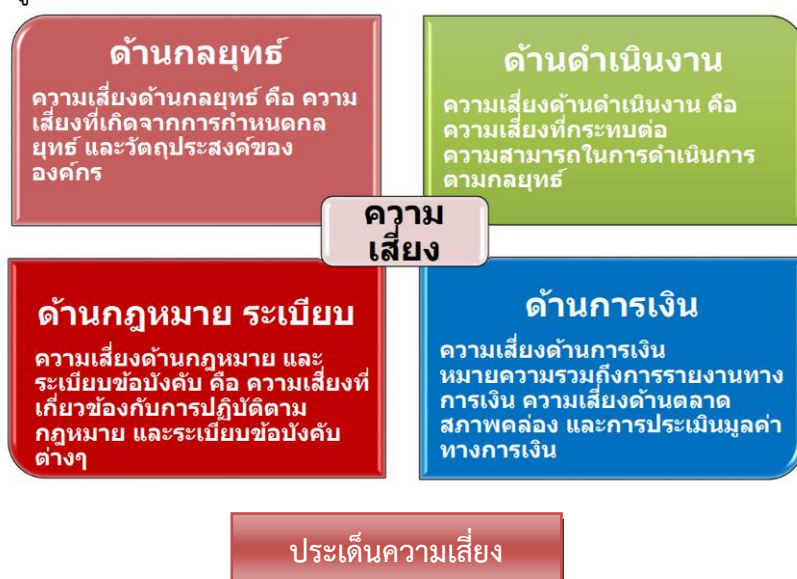 ด้านกลยุทธ์
ความเสี่ยงด้านกลยุทธ์ คือ ความ
เสี่ยงที่เกิดจากการกำหนดกล
ยุทธ์ และวัตถุประสงค์ของ
องค์กร
ด้านดำเนินงาน
ความเสี่ยงด้านดำเนินงาน คือ
ความเสี่ยงที่กระทบต่อ
ความสามารถในการดำเนินการ
ตามกลยุทธ์
ความ
เสี่ยง
ด้านกฎหมาย ระเบียบ
ความเสี่ยงด้านกฎหมาย และ
ระเบียบข้อบังคับ คือ ความเสี่ยงที่
เกี่ยวข้องกับการปฏิบัติตาม
กฎหมาย และระเบียบข้อบังคับ
ต่างๆ
ด้านการเงิน
ความเสี่ยงด้านการเงิน
หมายความรวมถึงการรายงานทาง
การเงิน ความเสี่ยงด้านตลาด
สภาพคล่อง และการประเมินมูลค่า
ทางการเงิน
ประเด็นความเสี่ยง